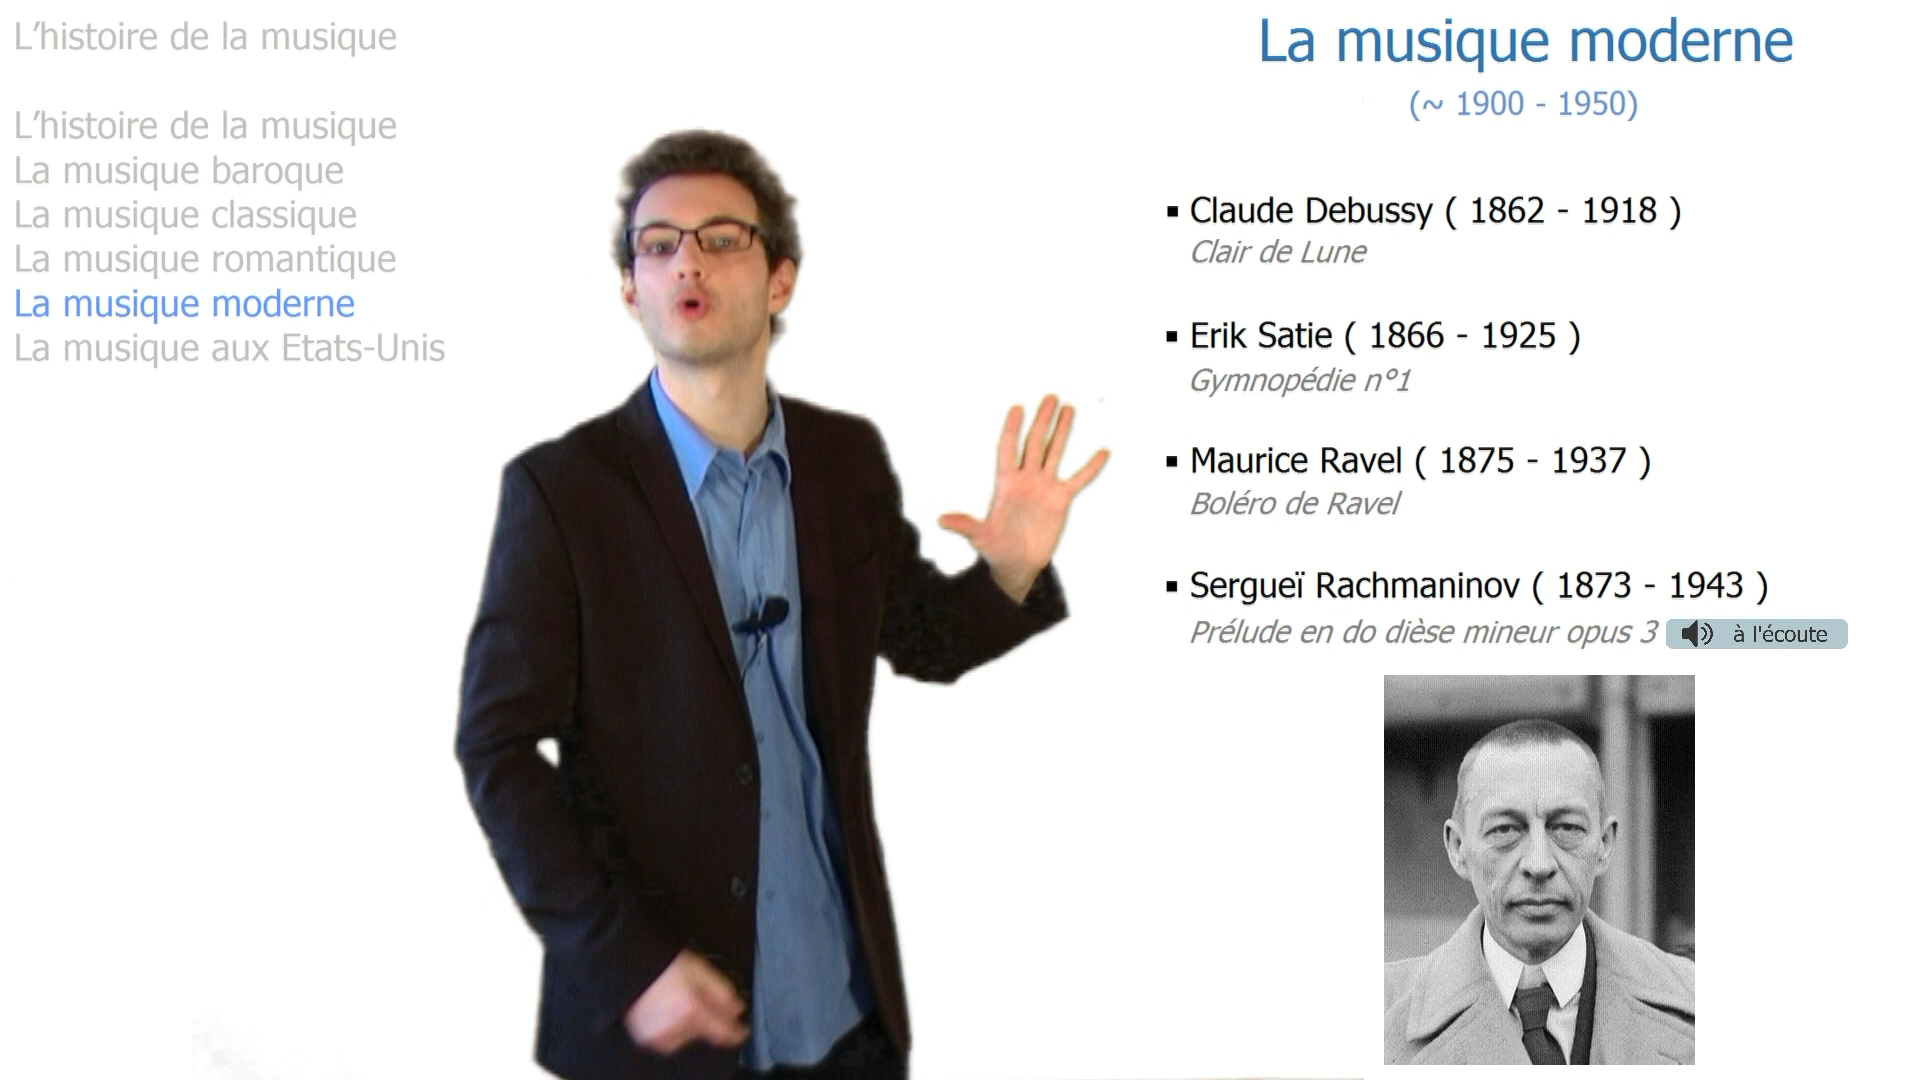 L’histoire de la musique
L’histoire de la musique
La musique baroque
La musique classique
La musique romantique
La musique moderne
La musique aux Etats-Unis
La musique moderne
(~ 1900 - 1950)
▪ Claude Debussy ( 1862 - 1918 )
Clair de Lune
▪ Erik Satie ( 1866 - 1925 )
Gymnopédie n°1
▪ Maurice Ravel ( 1875 - 1937 )
Boléro de Ravel
▪ Sergueï Rachmaninov ( 1873 - 1943 )
Prélude en do dièse mineur opus 3 à l'écoute